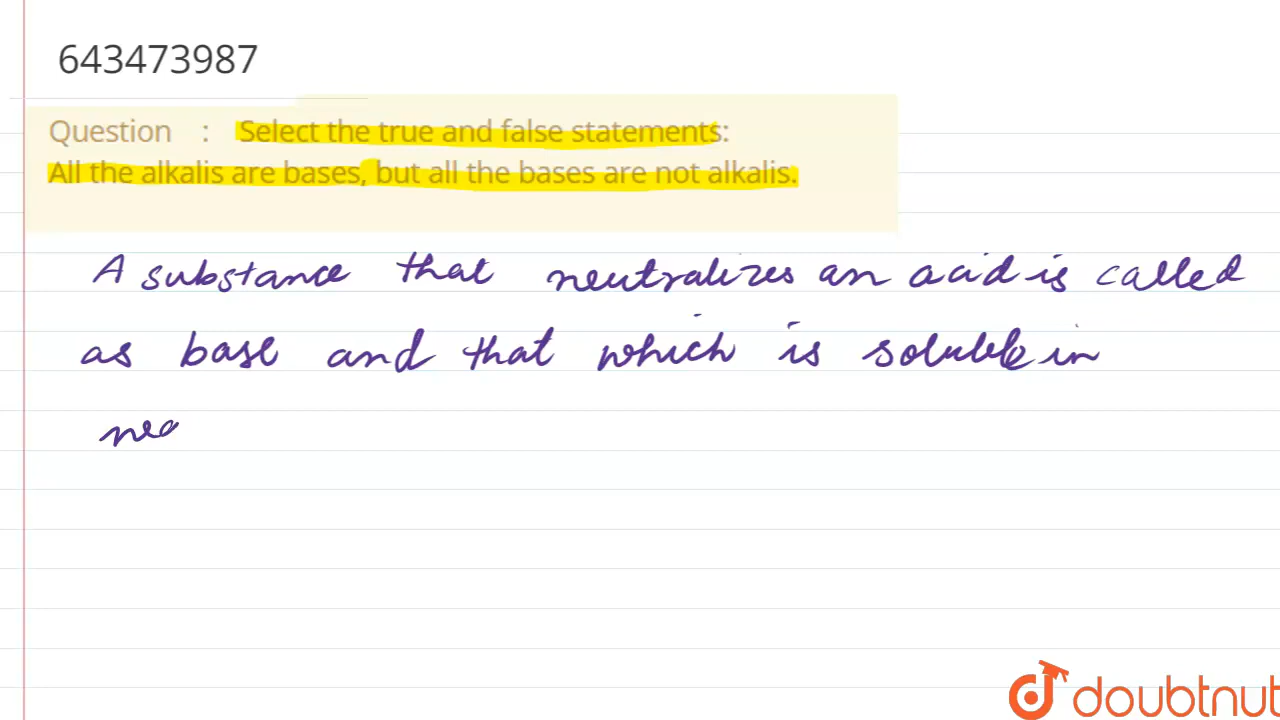 643473987
Question : Select the true and false statements:
All the alkalis are bases, but all the bases are not alkalis.
A substance that neutralizes an acid is called
as base and that which is soluble in
doubtnut